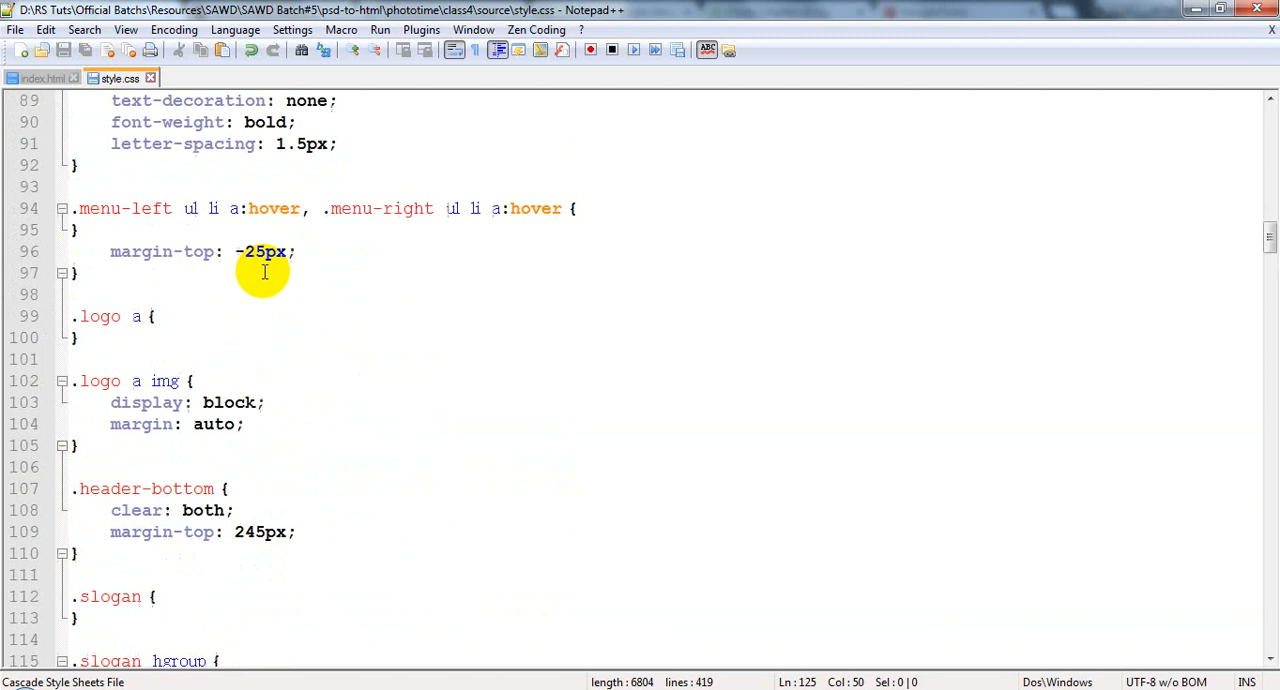 D:\RS Tuts\Official Batchs\Resources\SAWD\SAWD Batch#5\psd-to-html\phototime\class4\source\style.css - Notepad++
File Edit Search View Encoding Language Settings Macro Run Plugins Window Zen Coding ? X
index.html style.css
89 text-decoration: none;
90 font-weight: bold;
91 letter-spacing: 1.5px;
92 }
93
94 .menu-left ul li a:hover, .menu-right ul li a:hover {
95 }
96 margin-top: -25px;
97 }
98
99 .logo a {
100 }
101
102 .logo a img {
103 display: block;
104 margin: auto;
105 }
106
107 .header-bottom {
108 clear: both;
109 margin-top: 245px;
110 }
111
112 .slogan {
113 }
114
115 .slogan hgroup {
Cascade Style Sheets File length : 6804 lines : 419 Ln : 125 Col : 50 Sel : 0 | 0 Dos\Windows UTF-8 w/o BOM INS